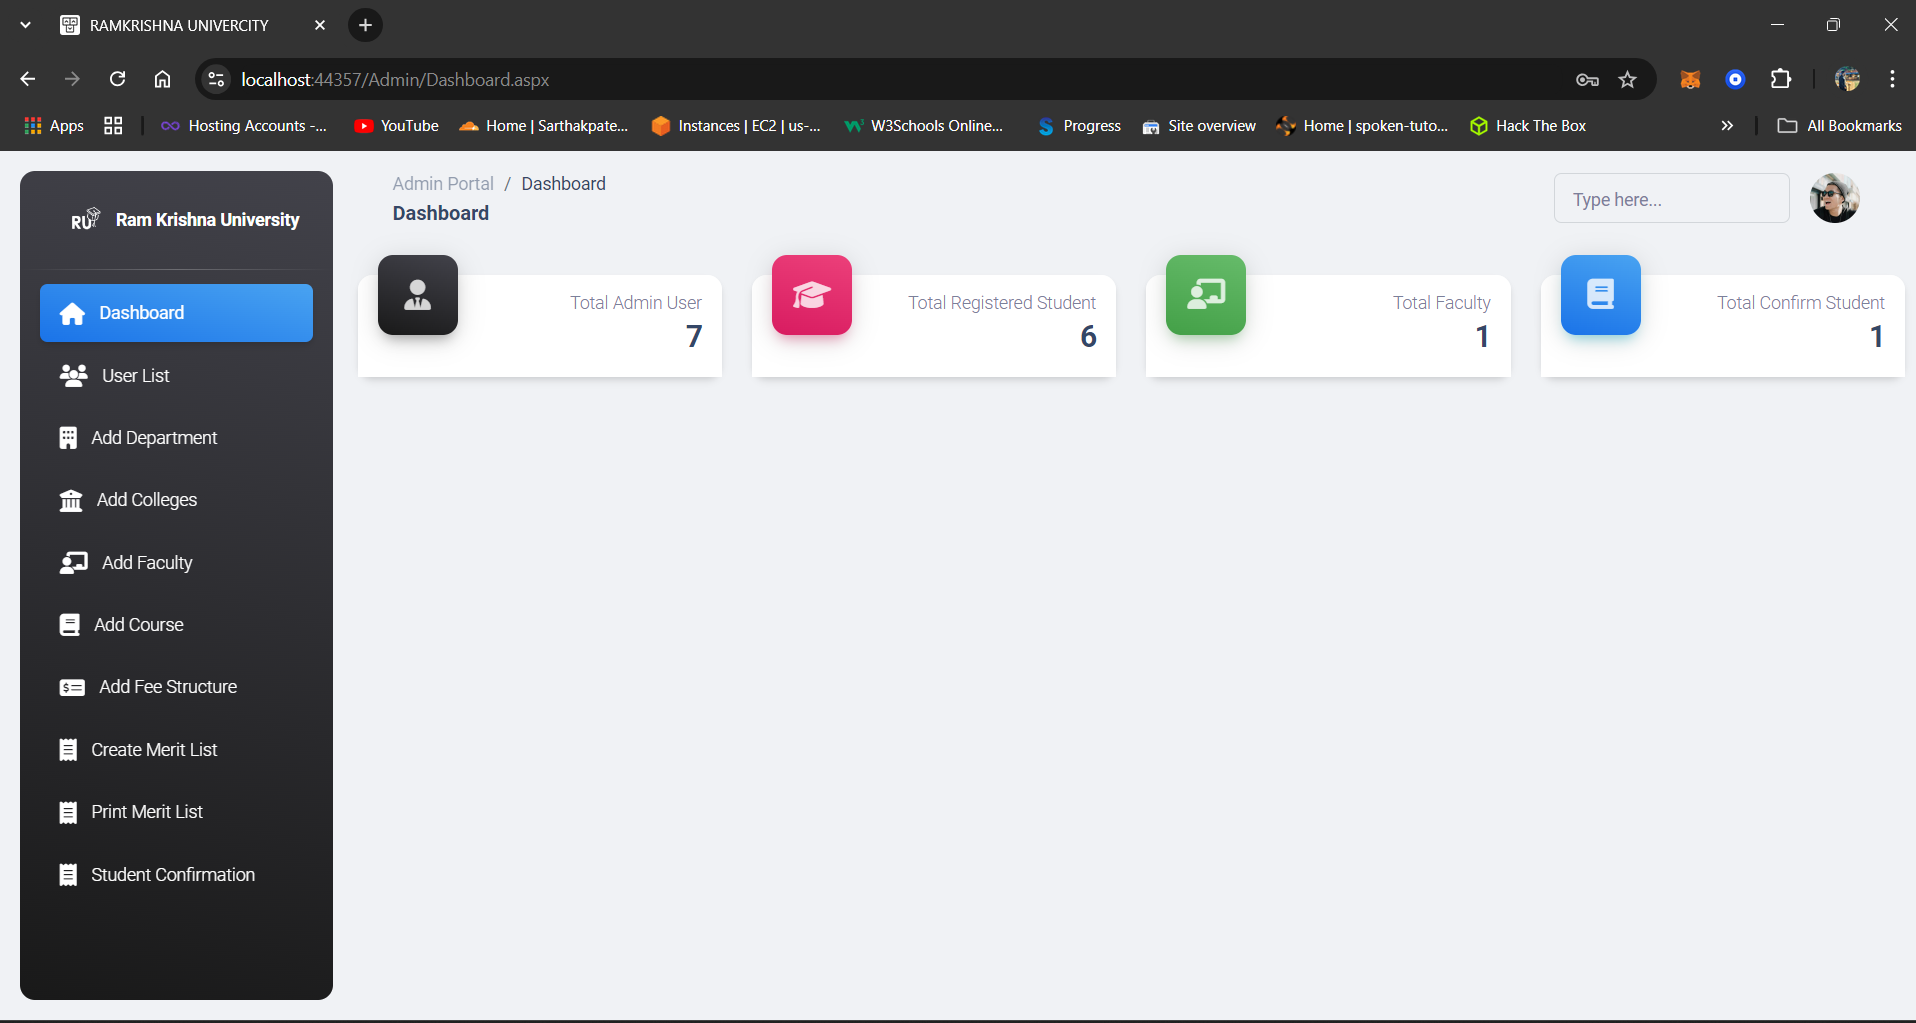 RAMKRISHNA UNIVERCITY
localhost:44357/Admin/Dashboard.aspx
Apps
Hosting Accounts -...
YouTube
Home | Sarthakpate...
Instances | EC2 | us-...
W3Schools Online...
Progress
Site overview
Home | spoken-tuto...
Hack The Box
All Bookmarks
RU Ram Krishna University
Dashboard
User List
Add Department
Add Colleges
Add Faculty
Add Course
Add Fee Structure
Create Merit List
Print Merit List
Student Confirmation
Admin Portal / Dashboard
Dashboard
Type here...
Total Admin User
7
Total Registered Student
6
Total Faculty
1
Total Confirm Student
1